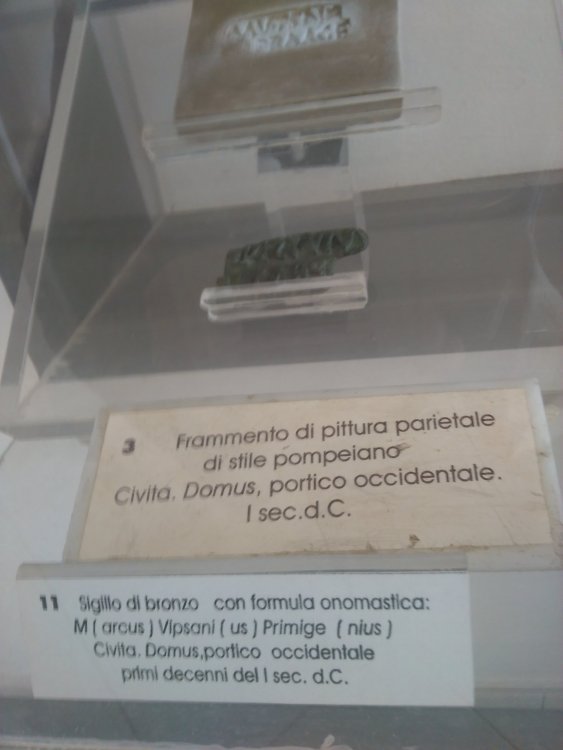 3 Frammento di pittura parietale
di stile pompeiano
Civita. Domus, portico occidentale.
I sec.d.C.
11 Sigillo di bronzo con formula onomastica:
M ( arcus ) Vipsani ( us ) Primige ( nius )
Civita. Domus,portico occidentale
primi decenni del I sec. d.C.